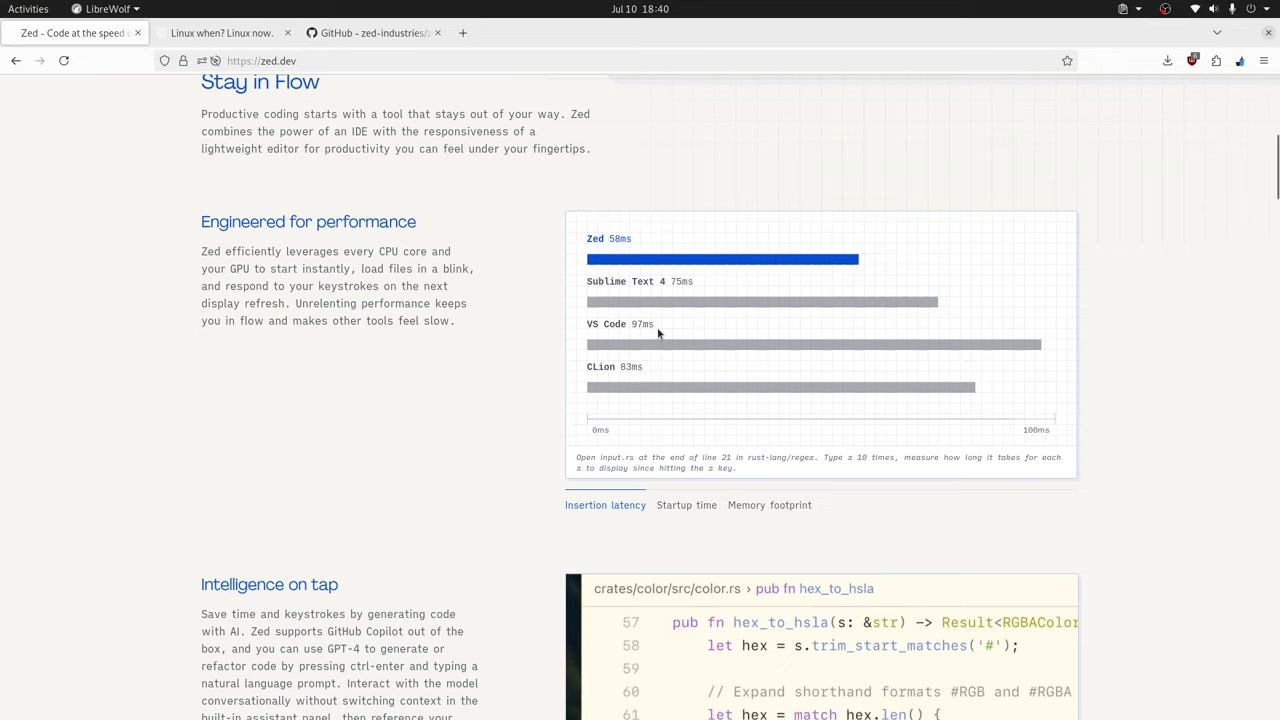 Activities
LibreWolf
Jul 10 18:40
Zed - Code at the speed o
Linux when? Linux now.
GitHub - zed-industries/z
https://zed.dev
6
Stay in Flow
Productive coding starts with a tool that stays out of your way. Zed
combines the power of an IDE with the responsiveness of a
lightweight editor for productivity you can feel under your fingertips.
Engineered for performance
Zed efficiently leverages every CPU core and
your GPU to start instantly, load files in a blink,
and respond to your keystrokes on the next
display refresh. Unrelenting performance keeps
you in flow and makes other tools feel slow.
Zed 58ms
Sublime Text 4 75ms
VS Code 97ms
CLion 83ms
0ms
100ms
Open input.rs at the end of line 21 in rust-lang/regex. Type z 10 times, measure how long it takes for each
z to display since hitting the z key.
Insertion latency
Startup time
Memory footprint
Intelligence on tap
Save time and keystrokes by generating code
with AI. Zed supports GitHub Copilot out of the
box, and you can use GPT-4 to generate or
refactor code by pressing ctrl-enter and typing a
natural language prompt. Interact with the model
conversationally without switching context in the
built-in assistant panel, then reference your
crates/color/src/color.rs › pub fn hex_to_hsla
57 pub fn hex_to_hsla(s: &str) -> Result<RGBAColor
58 let hex = s.trim_start_matches('#');
59
60 // Expand shorthand formats #RGB and #RGBA
61 let hex = match hex.len() {